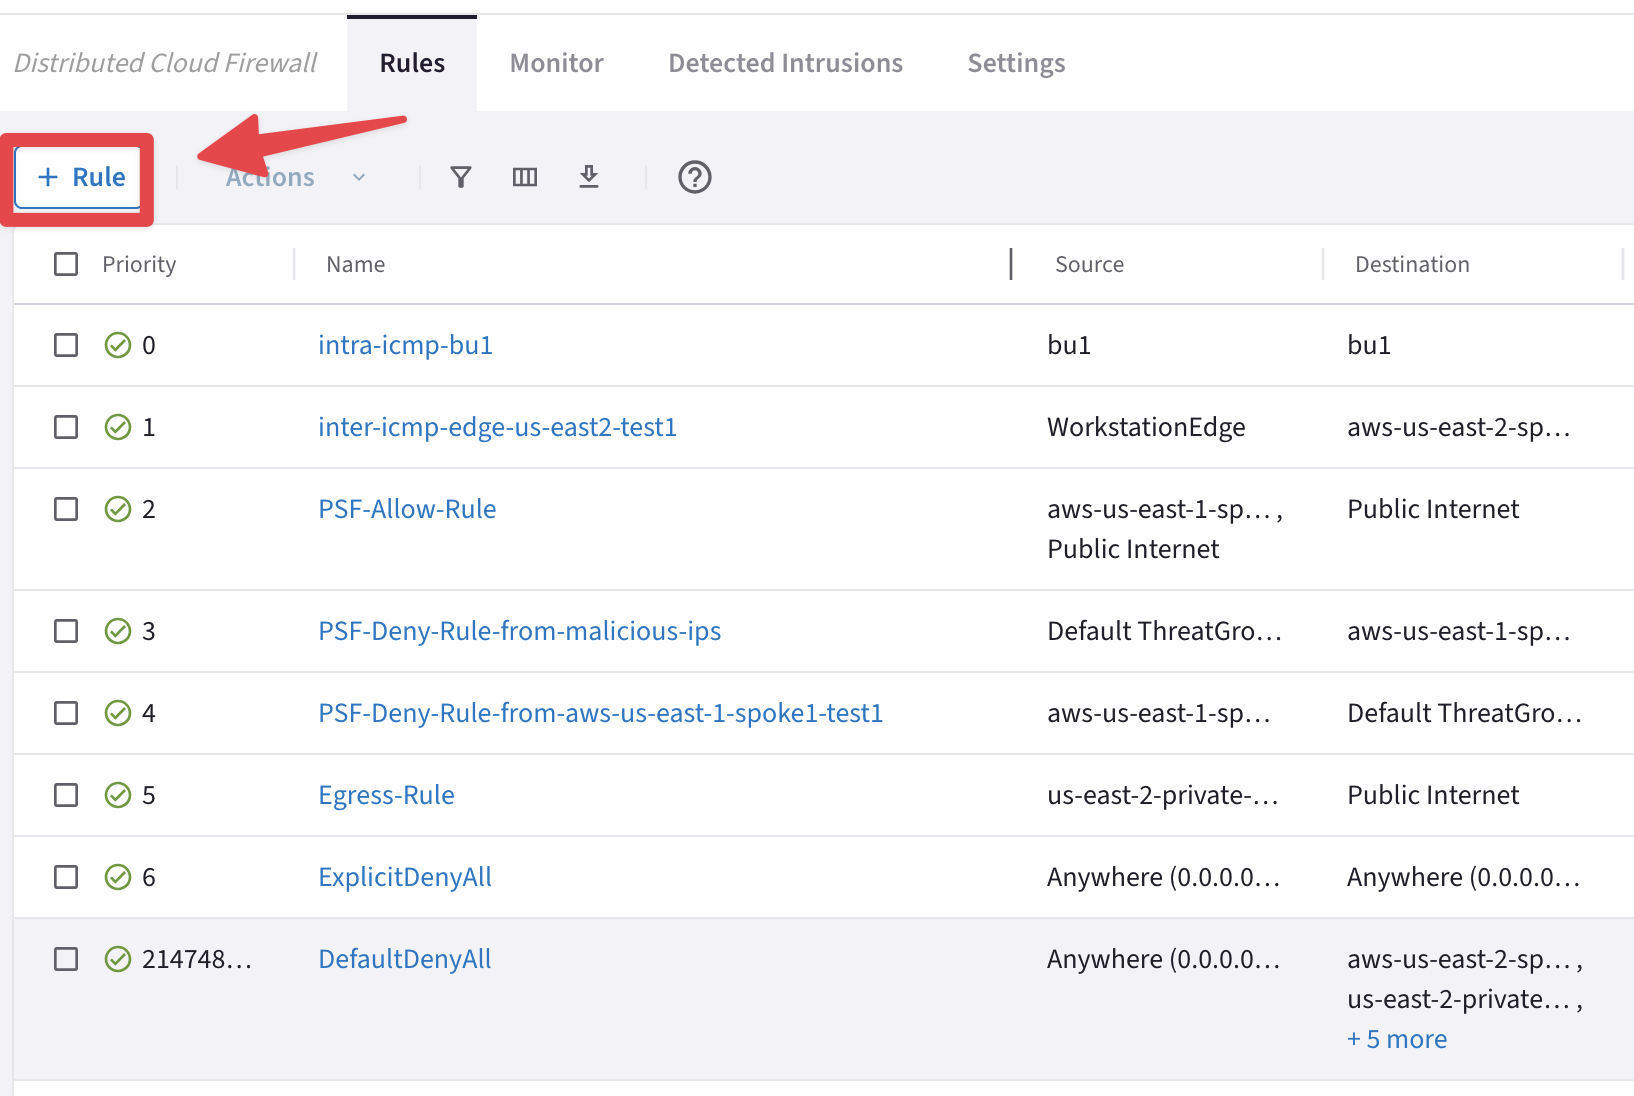 Distributed Cloud Firewall Rules Monitor Detected Intrusions Settings
+ Rule Actions
Priority Name Source Destination
0 intra-icmp-bu1 bu1 bu1
1 inter-icmp-edge-us-east2-test1 WorkstationEdge aws-us-east-2-sp...
2 PSF-Allow-Rule aws-us-east-1-sp... , Public Internet
Public Internet
3 PSF-Deny-Rule-from-malicious-ips Default ThreatGro... aws-us-east-1-sp...
4 PSF-Deny-Rule-from-aws-us-east-1-spoke1-test1 aws-us-east-1-sp... Default ThreatGro...
5 Egress-Rule us-east-2-private-... Public Internet
6 ExplicitDenyAll Anywhere (0.0.0.0... Anywhere (0.0.0.0...
214748... DefaultDenyAll Anywhere (0.0.0.0... aws-us-east-2-sp... ,
us-east-2-private... ,
+ 5 more